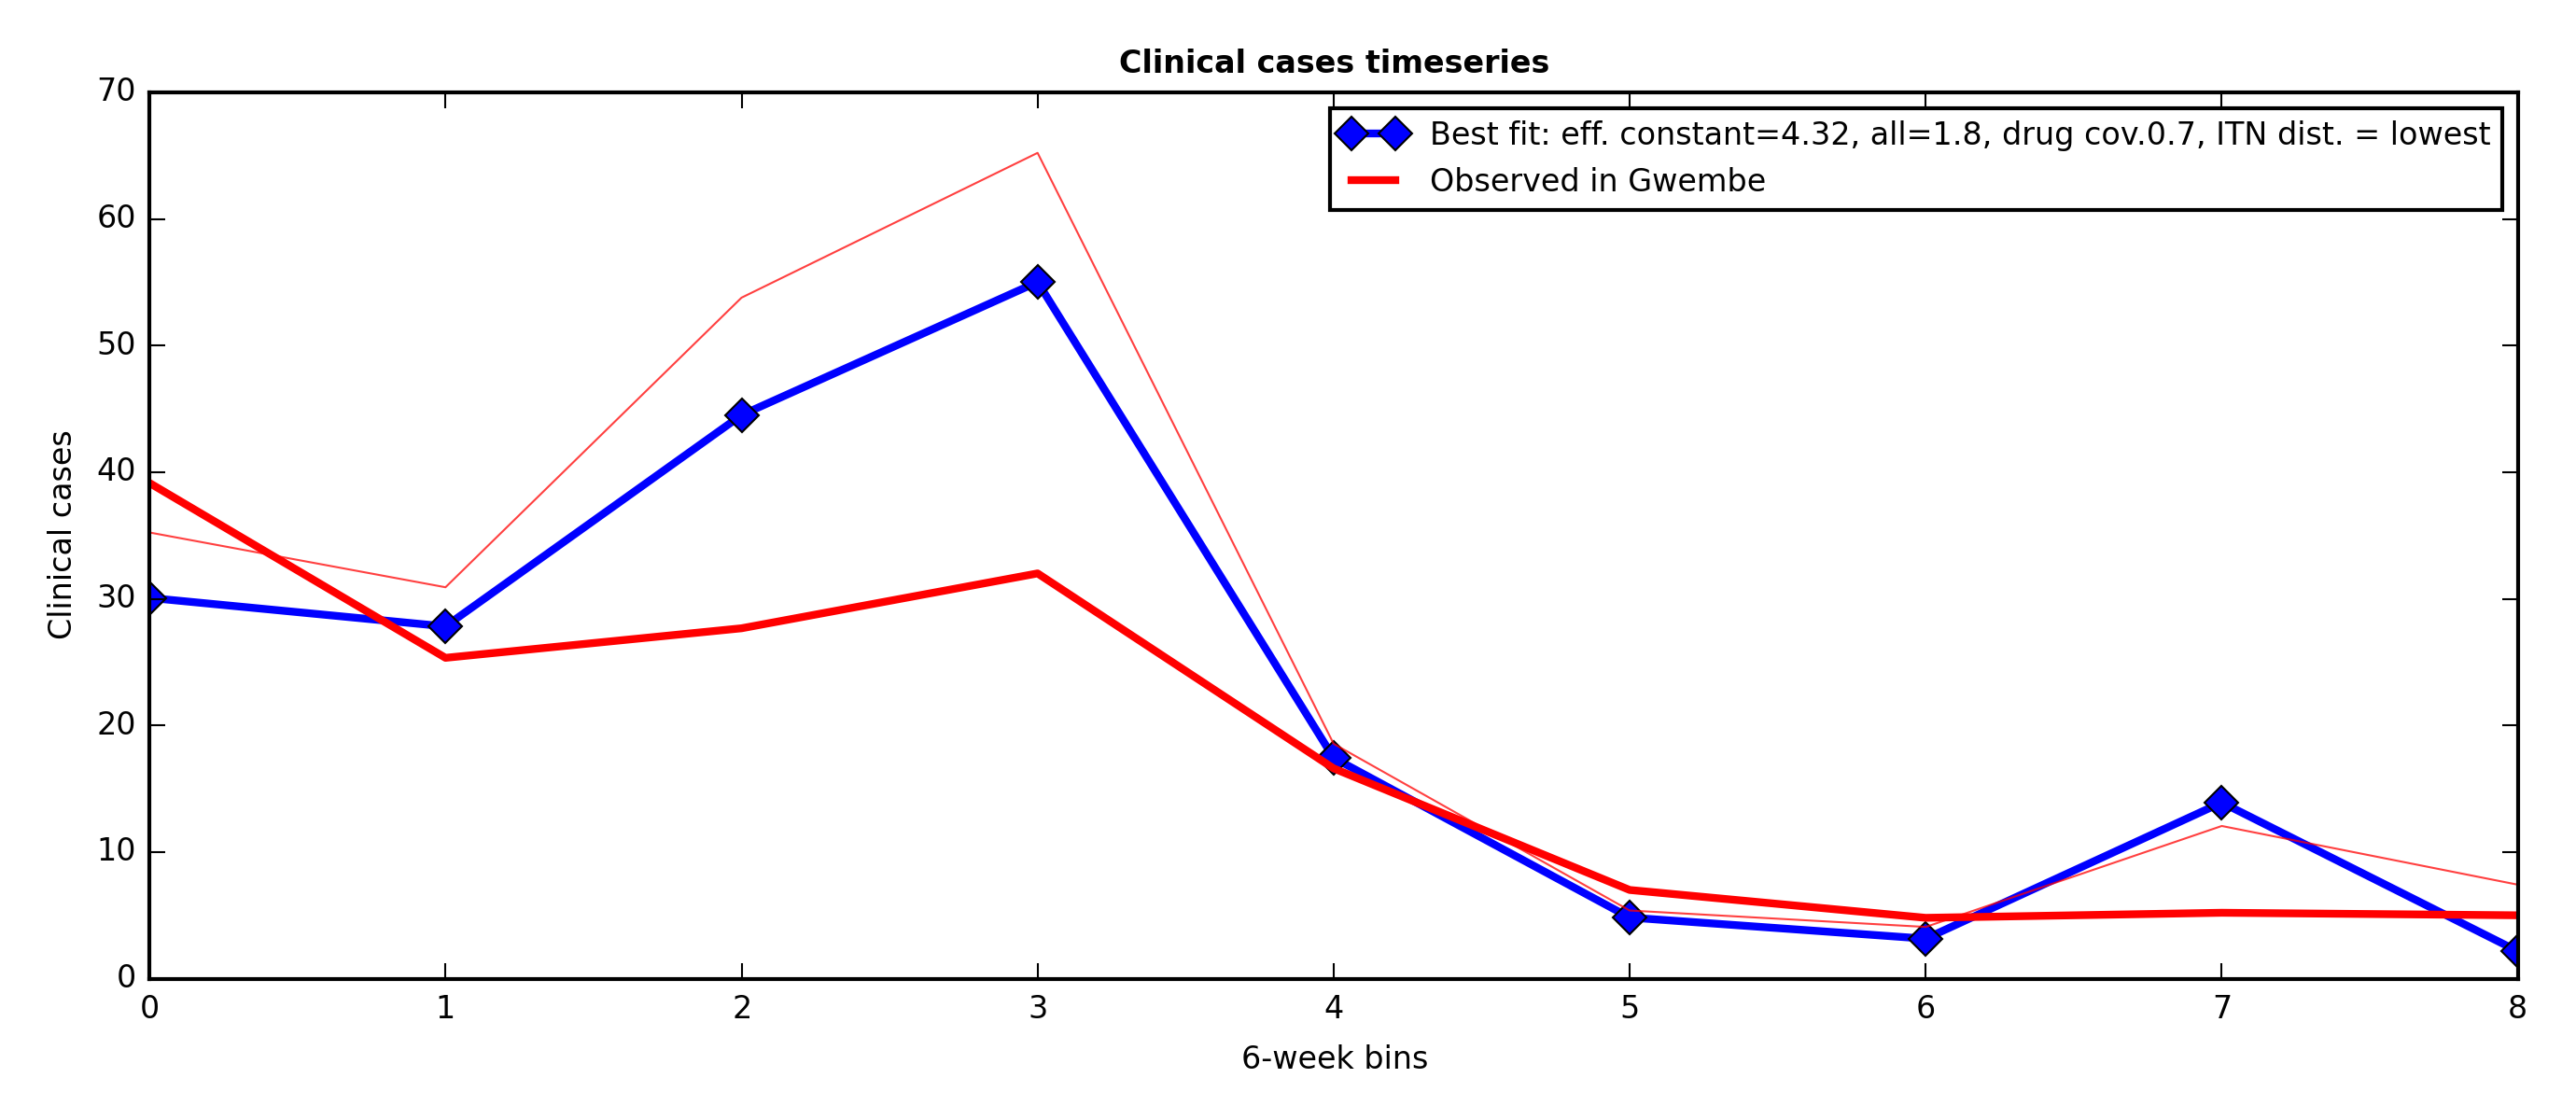 Clinical cases timeseries
Best fit: eff. constant=4.32, all=1.8, drug cov.0.7, ITN dist. = lowest
Observed in Gwembe
Clinical cases
70
60
50
40
30
20
10
0
0 1 2 3 4 5 6 7 8
6-week bins